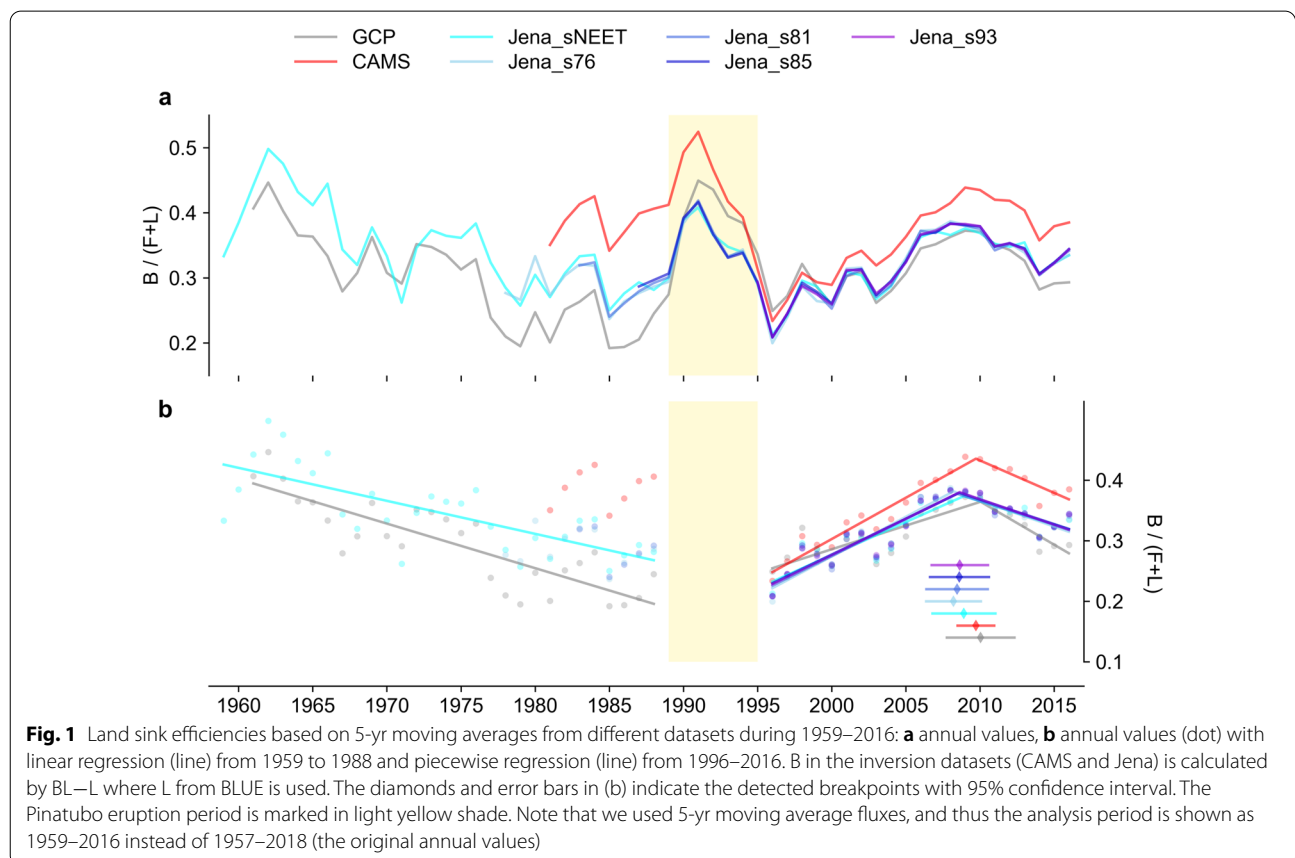 GCP Jena_sNEET Jena_s81 Jena_s93
CAMS Jena_s76 Jena_s85
a
0.5
0.4
0.3
0.2
B / (F+L)
b
0.4
0.3
0.2
0.1
B / (F+L)
1960 1965 1970 1975 1980 1985 1990 1995 2000 2005 2010 2015
Fig. 1 Land sink efficiencies based on 5-yr moving averages from different datasets during 1959–2016: a annual values, b annual values (dot) with
linear regression (line) from 1959 to 1988 and piecewise regression (line) from 1996–2016. B in the inversion datasets (CAMS and Jena) is calculated
by BL—L where L from BLUE is used. The diamonds and error bars in (b) indicate the detected breakpoints with 95% confidence interval. The
Pinatubo eruption period is marked in light yellow shade. Note that we used 5-yr moving average fluxes, and thus the analysis period is shown as
1959–2016 instead of 1957–2018 (the original annual values)